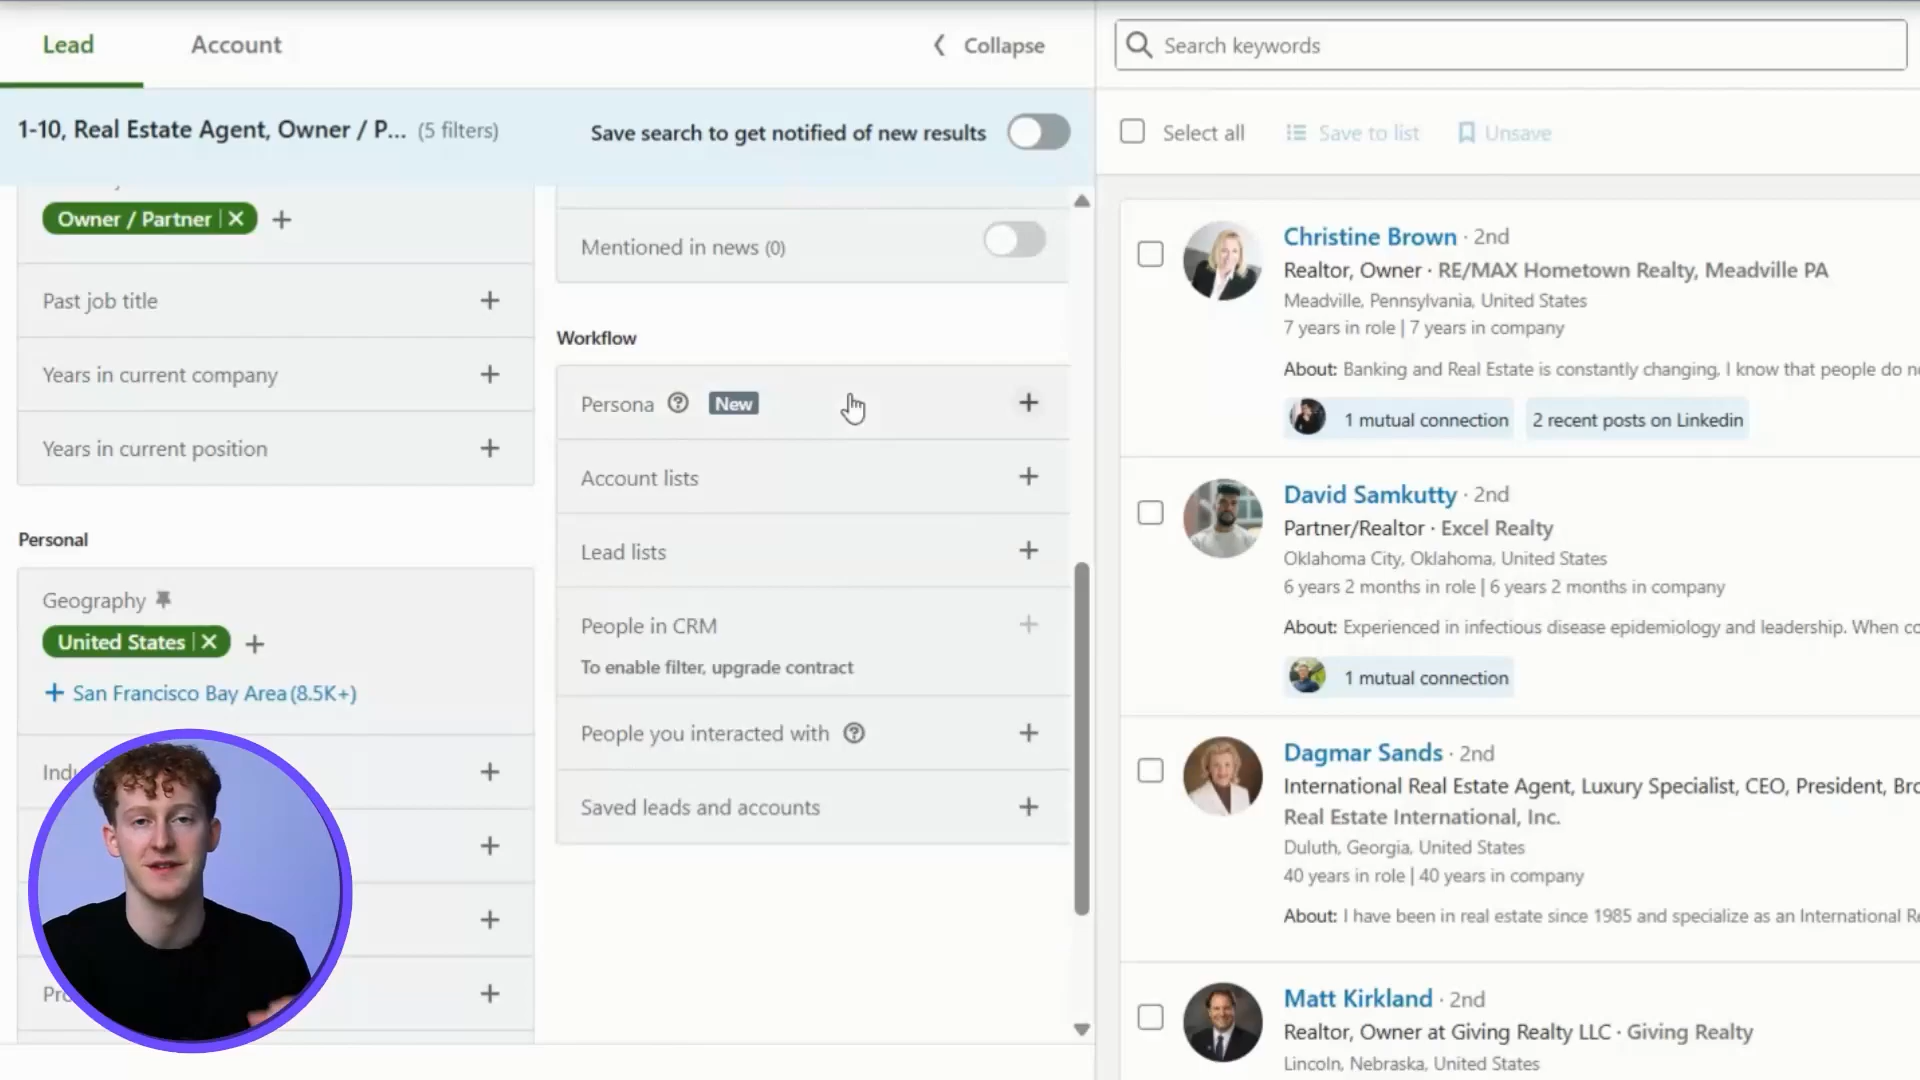 Lead
Account
Collapse
1-10, Real Estate Agent, Owner / P... (5 filters)
Save search to get notified of new results
Owner / Partner
Past job title
Years in current company
Years in current position
Personal
Geography
United States
+ San Francisco Bay Area (8.5K+)
Mentioned in news (0)
Workflow
Persona
New
Account lists
Lead lists
People in CRM
To enable filter, upgrade contract
People you interacted with
Saved leads and accounts
Search keywords
Select all
Save to list
Unsave
Christine Brown · 2nd
Realtor, Owner · RE/MAX Hometown Realty, Meadville PA
Meadville, Pennsylvania, United States
7 years in role | 7 years in company
About: Banking and Real Estate is constantly changing, I know that people do
1 mutual connection
2 recent posts on Linkedin
David Samkutty · 2nd
Partner/Realtor · Excel Realty
Oklahoma City, Oklahoma, United States
6 years 2 months in role | 6 years 2 months in company
About: Experienced in infectious disease epidemiology and leadership. When
1 mutual connection
Dagmar Sands · 2nd
International Real Estate Agent, Luxury Specialist, CEO, President,
Real Estate International, Inc.
Duluth, Georgia, United States
40 years in role | 40 years in company
About: I have been in real estate since 1985 and specialize as an International
Matt Kirkland · 2nd
Realtor, Owner at Giving Realty LLC · Giving Realty
Lincoln, Nebraska, United States